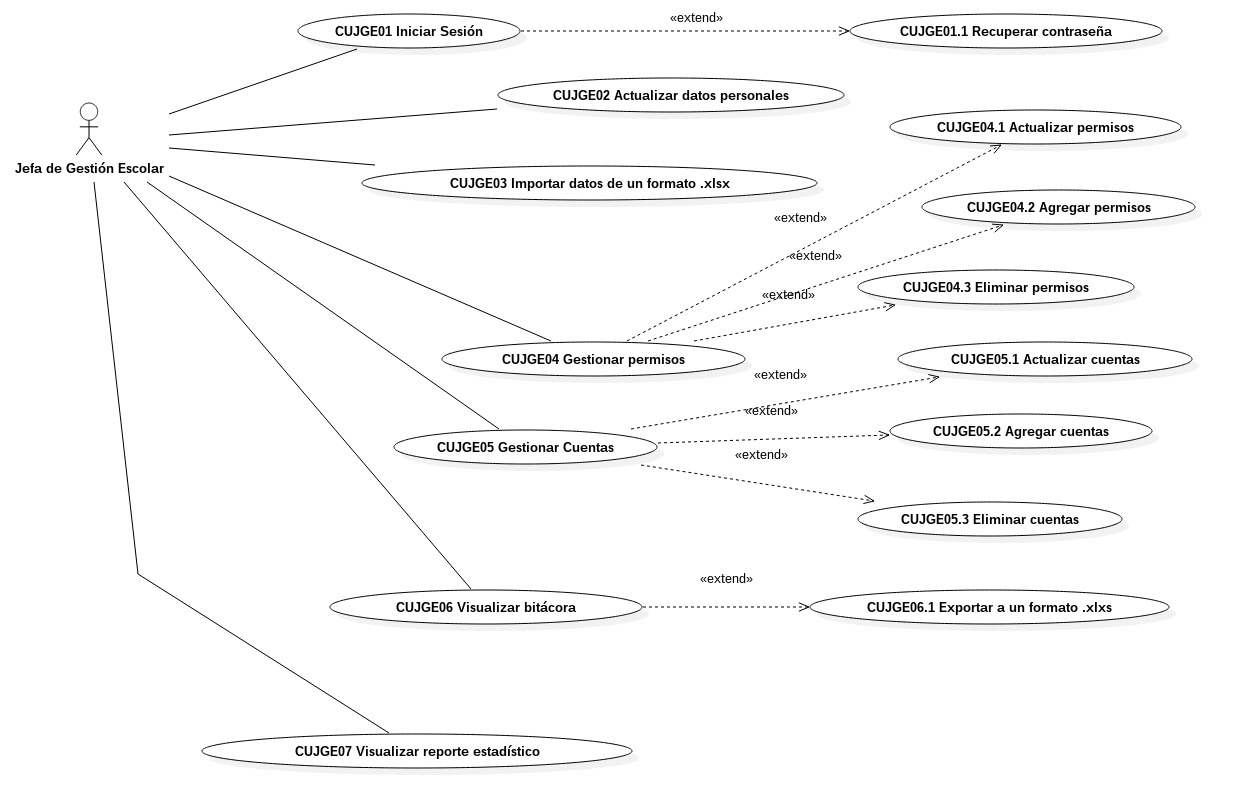 «extend»
CUJGE01 Iniciar Sesión
CUJGE01.1 Recuperar contraseña
CUJGE02 Actualizar datos personales
CUJGE04.1 Actualizar permisos
Jefa de Gestión Escolar
CUJGE03 Importar datos de un formato .xlsx
CUJGE04.2 Agregar permisos
«extend»
«extend»
CUJGE04.3 Eliminar permisos
«extend»
CUJGE04 Gestionar permisos
CUJGE05.1 Actualizar cuentas
«extend»
«extend»
CUJGE05.2 Agregar cuentas
CUJGE05 Gestionar Cuentas
«extend»
CUJGE05.3 Eliminar cuentas
«extend»
CUJGE06 Visualizar bitácora
CUJGE06.1 Exportar a un formato .xlxs
CUJGE07 Visualizar reporte estadístico